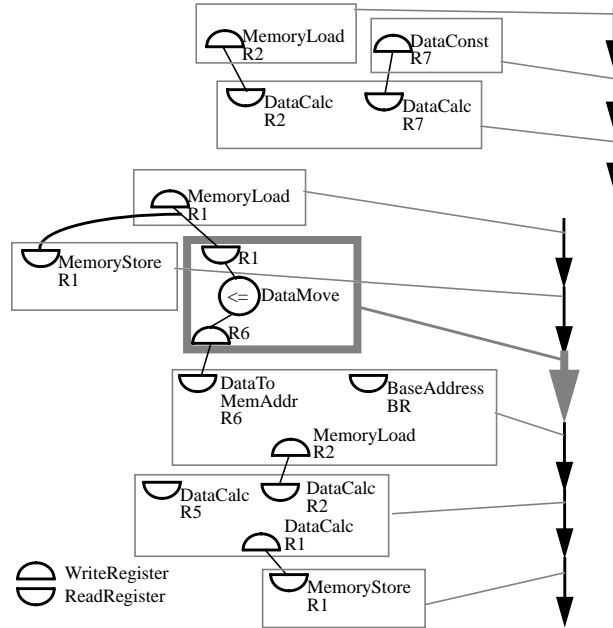 MemoryLoad
R2
DataConst
R7
DataCalc
R2
DataCalc
R7
MemoryLoad
R1
MemoryStore
R1
R1
<= DataMove
R6
DataTo
MemAddr
R6
BaseAddress
BR
MemoryLoad
R2
DataCalc
R5
DataCalc
R2
DataCalc
R1
MemoryStore
R1
WriteRegister
ReadRegister